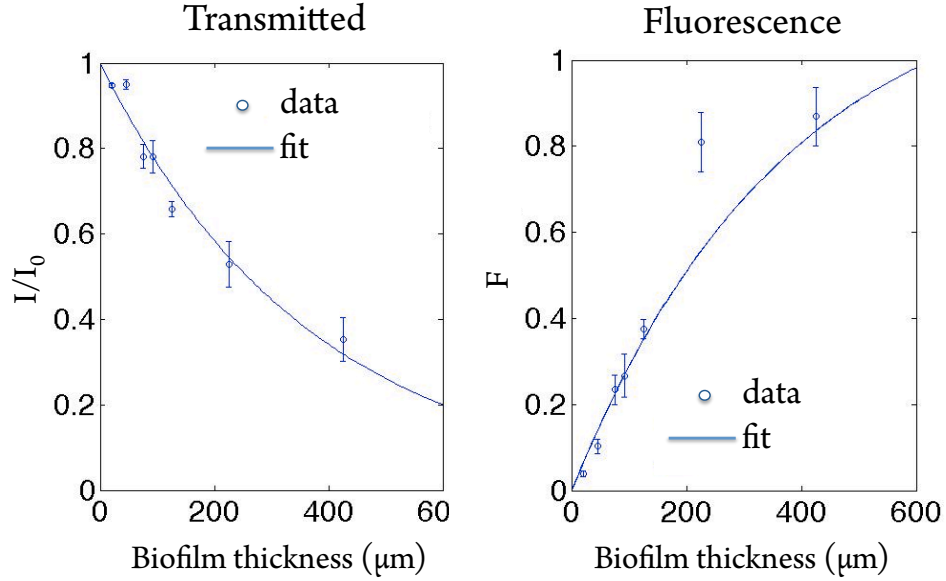 Transmitted
1
0.8
0.6
0.4
0.2
0
0
200
400
60
I/I0
data
fit
Biofilm thickness (μm)
Fluorescence
1
0.8
0.6
0.4
0.2
0
0
200
400
600
F
data
fit
Biofilm thickness (μm)